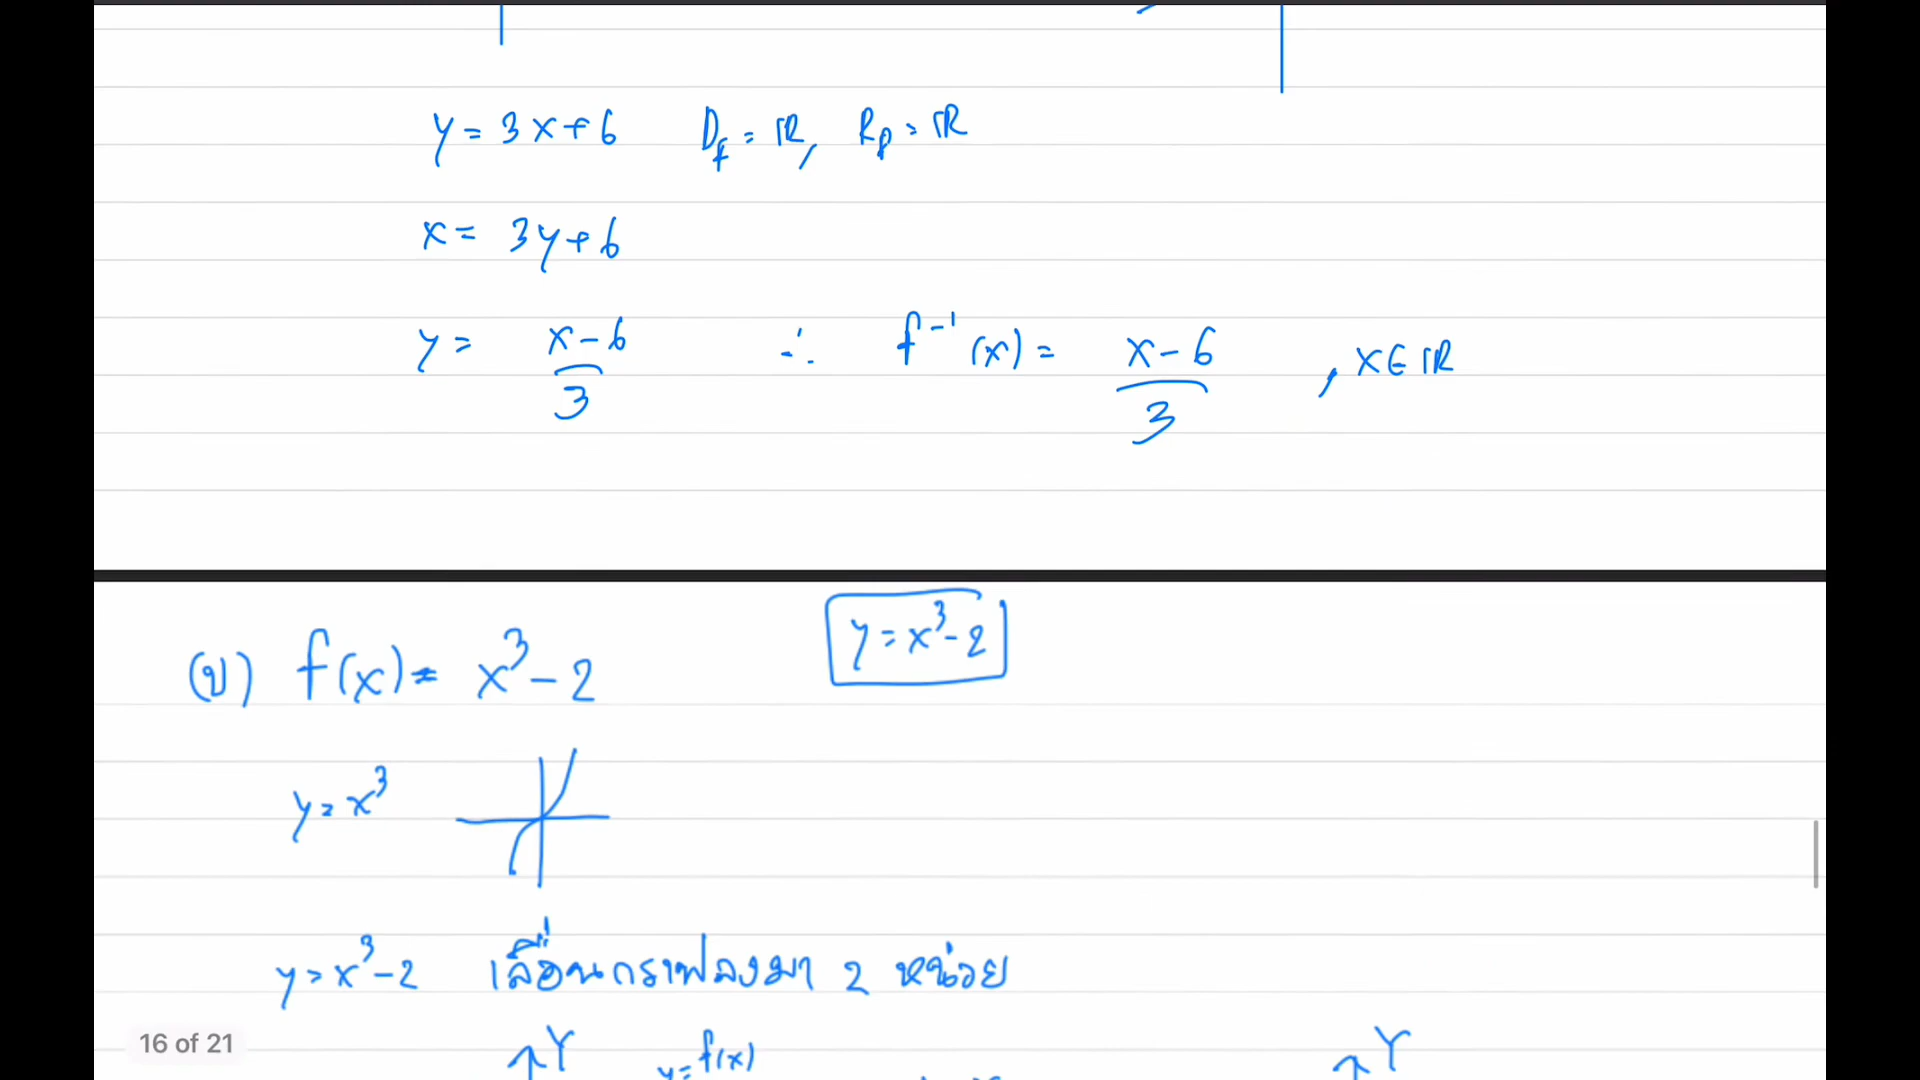 y = 3x+6 D_f = ℝ, R_f = ℝ
x = 3y+6
y = (x-6)/3 ∴ f⁻¹(x) = (x-6)/3 , x∈ℝ
(ข) f(x) = x³-2 y = x³-2
y = x³
y = x³-2 เลื่อนกราฟลงมา 2 หน่วย
Y y = f(x) Y
16 of 21